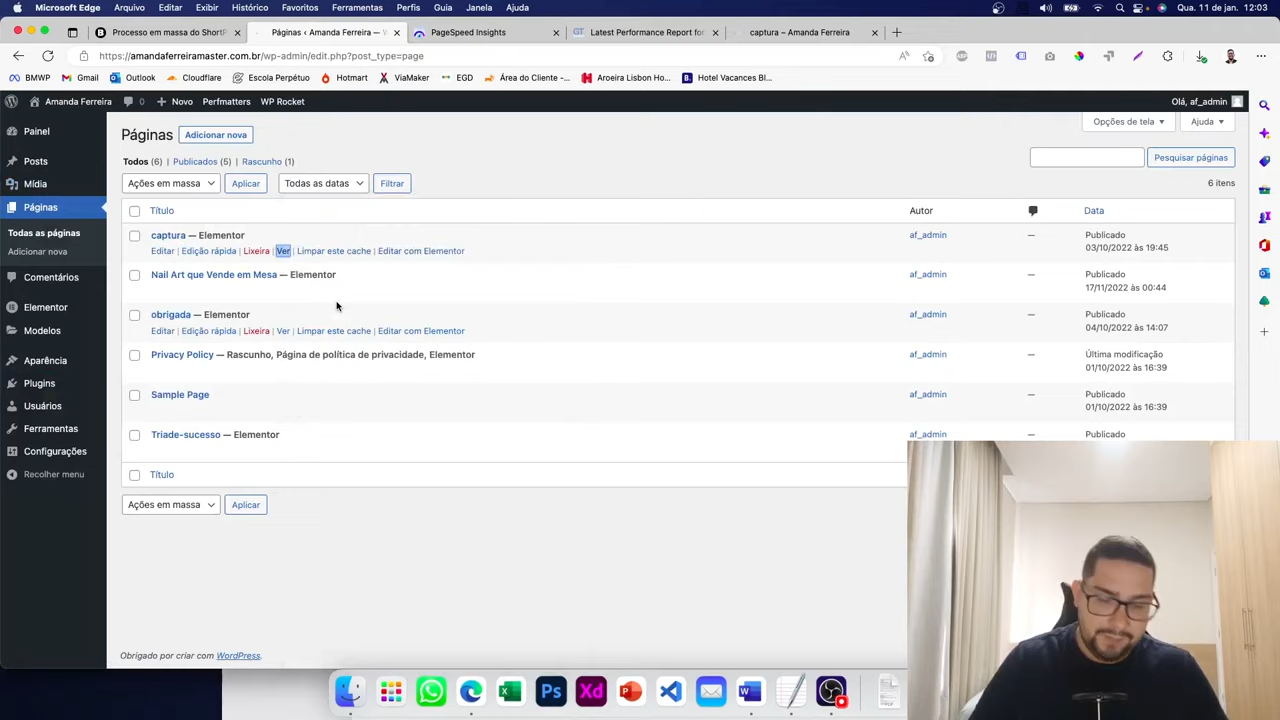 Microsoft Edge Arquivo Editar Exibir Histórico Favoritos Ferramentas Perfis Guia Janela Ajuda Qua. 11 de jan. 12:03
Processo em massa do ShortP Páginas ‹ Amanda Ferreira — PageSpeed Insights Latest Performance Report for captura – Amanda Ferreira
https://amandaferreiramaster.com.br/wp-admin/edit.php?post_type=page
BMWP Gmail Outlook Cloudflare Escola Perpétuo Hotmart ViaMaker EGD Área do Cliente -... Aroeira Lisbon Ho... Hotel Vacances Bl...
Amanda Ferreira 0 Novo Perfmatters WP Rocket Olá, af_admin
Painel
Posts
Mídia
Páginas
Todas as páginas
Adicionar nova
Comentários
Elementor
Modelos
Aparência
Plugins
Usuários
Ferramentas
Configurações
Recolher menu
Opções de tela Ajuda
Páginas Adicionar nova
Todos (6) | Publicados (5) | Rascunho (1)
Pesquisar páginas
Ações em massa Aplicar Todas as datas Filtrar 6 itens
Título Autor Data
captura — Elementor af_admin — Publicado
Editar | Edição rápida | Lixeira | Ver | Limpar este cache | Editar com Elementor 03/10/2022 às 19:45
Nail Art que Vende em Mesa — Elementor af_admin — Publicado
17/11/2022 às 00:44
obrigada — Elementor af_admin — Publicado
Editar | Edição rápida | Lixeira | Ver | Limpar este cache | Editar com Elementor 04/10/2022 às 14:07
Privacy Policy — Rascunho, Página de política de privacidade, Elementor af_admin — Última modificação
01/10/2022 às 16:39
Sample Page af_admin — Publicado
01/10/2022 às 16:39
Triade-sucesso — Elementor af_admin — Publicado
Título
Ações em massa Aplicar
Obrigado por criar com WordPress.